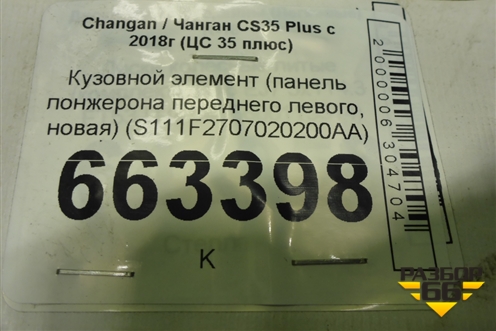 Changan / Чанган CS35 Plus с
2018г (ЦС 35 плюс)
Кузовной элемент (панель
лонжерона переднего левого,
новая) (S111F2707020200AA)
663398
К
2000006304704
РАЗБОР
66